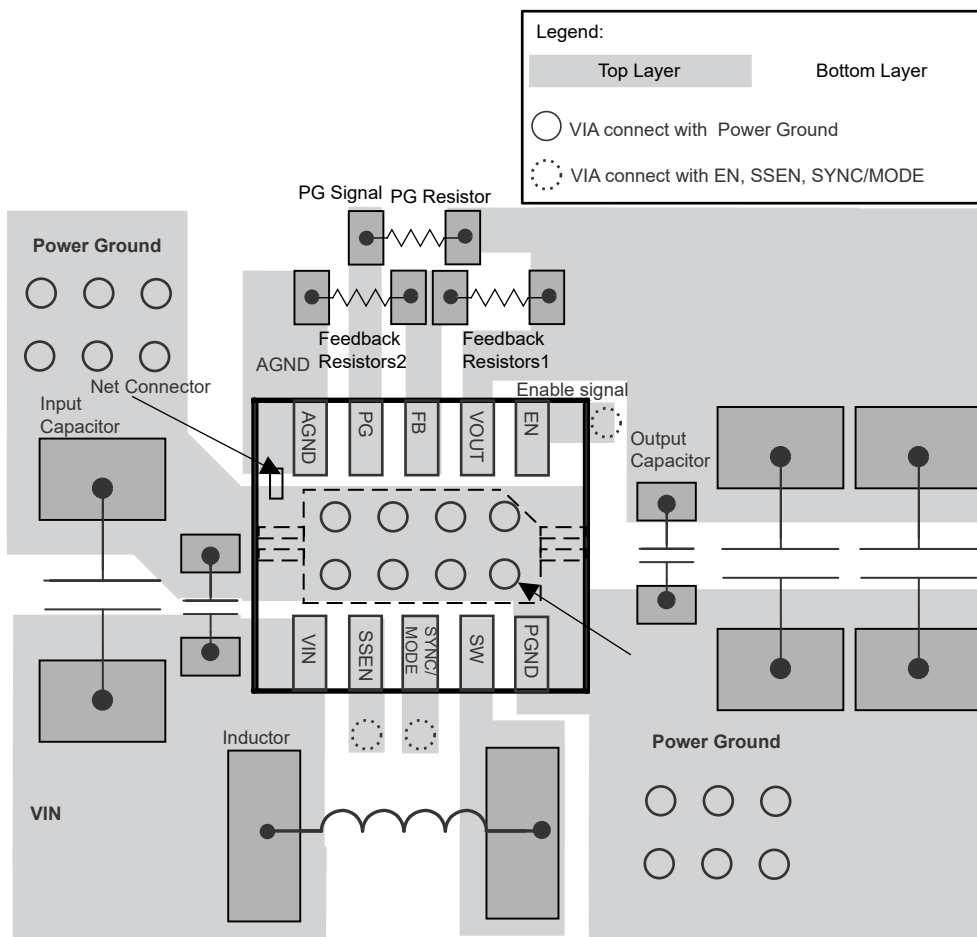 Legend:
Top Layer
Bottom Layer
VIA connect with Power Ground
VIA connect with EN, SSEN, SYNC/MODE
PG Signal
PG Resistor
Power Ground
Feedback
Resistors2
Feedback
Resistors1
AGND
Net Connector
Enable signal
Input
Capacitor
Output
Capacitor
AGND
PG
FB
VOUT
EN
VIN
SSEN
SYNC/
MODE
SW
PGND
Inductor
Power Ground
VIN